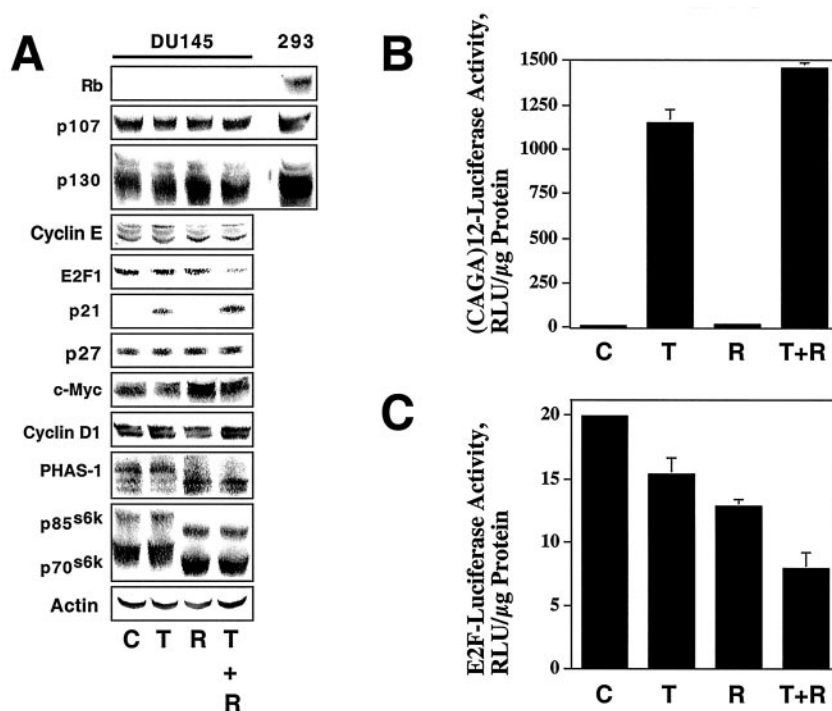 A
DU145 293
Rb
p107
p130
Cyclin E
E2F1
p21
p27
c-Myc
Cyclin D1
PHAS-1
p85s6k
p70s6k
Actin
C T R T
+
R
B
(CAGA)12-Luciferase Activity,
RLU/µg Protein
1500
1250
1000
750
500
250
0
C T R T+R
C
E2F-Luciferase Activity,
RLU/µg Protein
20
15
10
5
0
C T R T+R